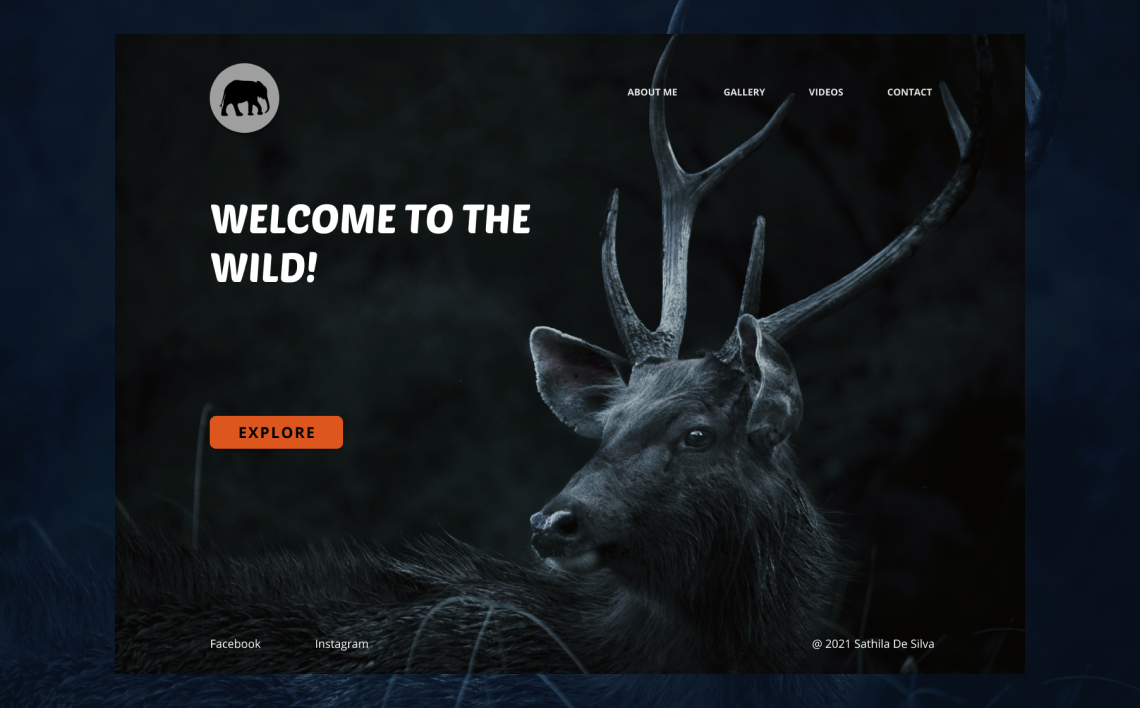 ABOUT ME GALLERY VIDEOS CONTACT
WELCOME TO THE
WILD!
EXPLORE
Facebook Instagram @ 2021 Sathila De Silva